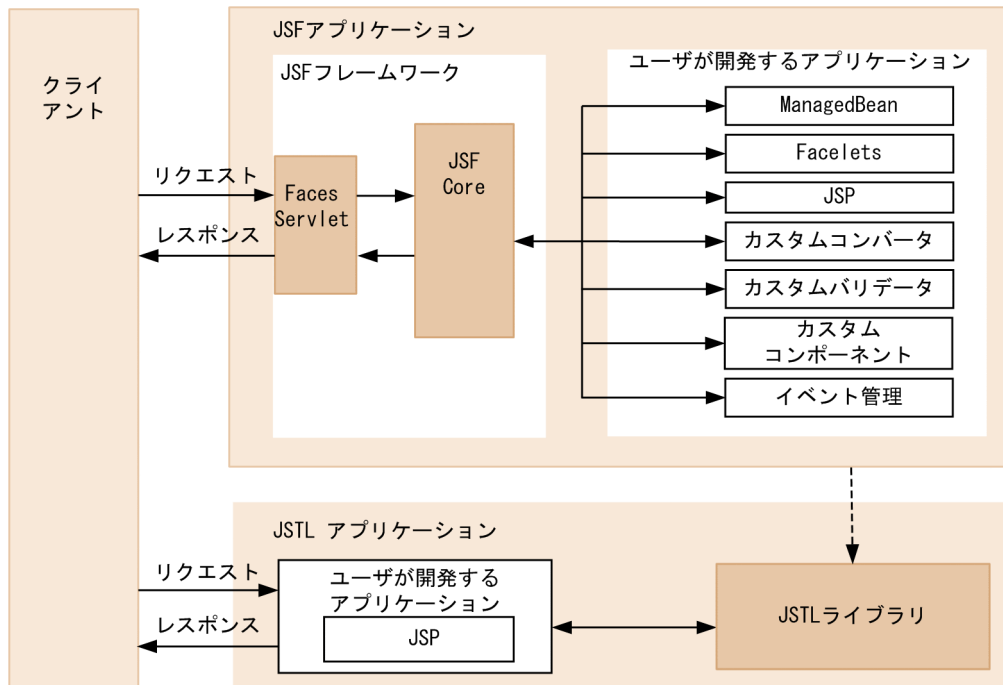 クライ
アント
JSFアプリケーション
JSFフレームワーク
ユーザが開発するアプリケーション
リクエスト
レスポンス
Faces
Servlet
JSF
Core
ManagedBean
Facelets
JSP
カスタムコンバータ
カスタムバリデータ
カスタム
コンポーネント
イベント管理
JSTL アプリケーション
リクエスト
レスポンス
ユーザが開発する
アプリケーション
JSP
JSTLライブラリ